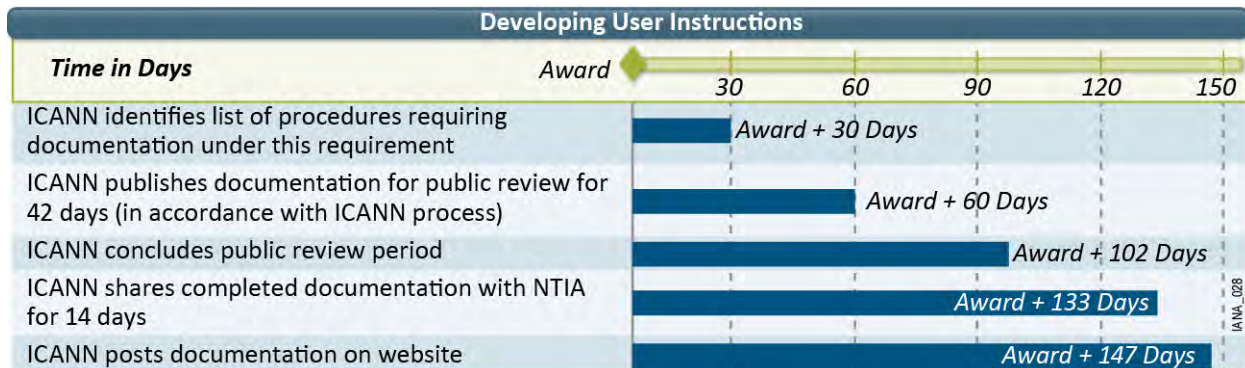 Developing User Instructions
Time in Days
Award
30
60
90
120
150
ICANN identifies list of procedures requiring
documentation under this requirement
Award + 30 Days
ICANN publishes documentation for public review for
42 days (in accordance with ICANN process)
Award + 60 Days
ICANN concludes public review period
Award + 102 Days
ICANN shares completed documentation with NTIA
for 14 days
Award + 133 Days
ICANN posts documentation on website
Award + 147 Days
IANA_028